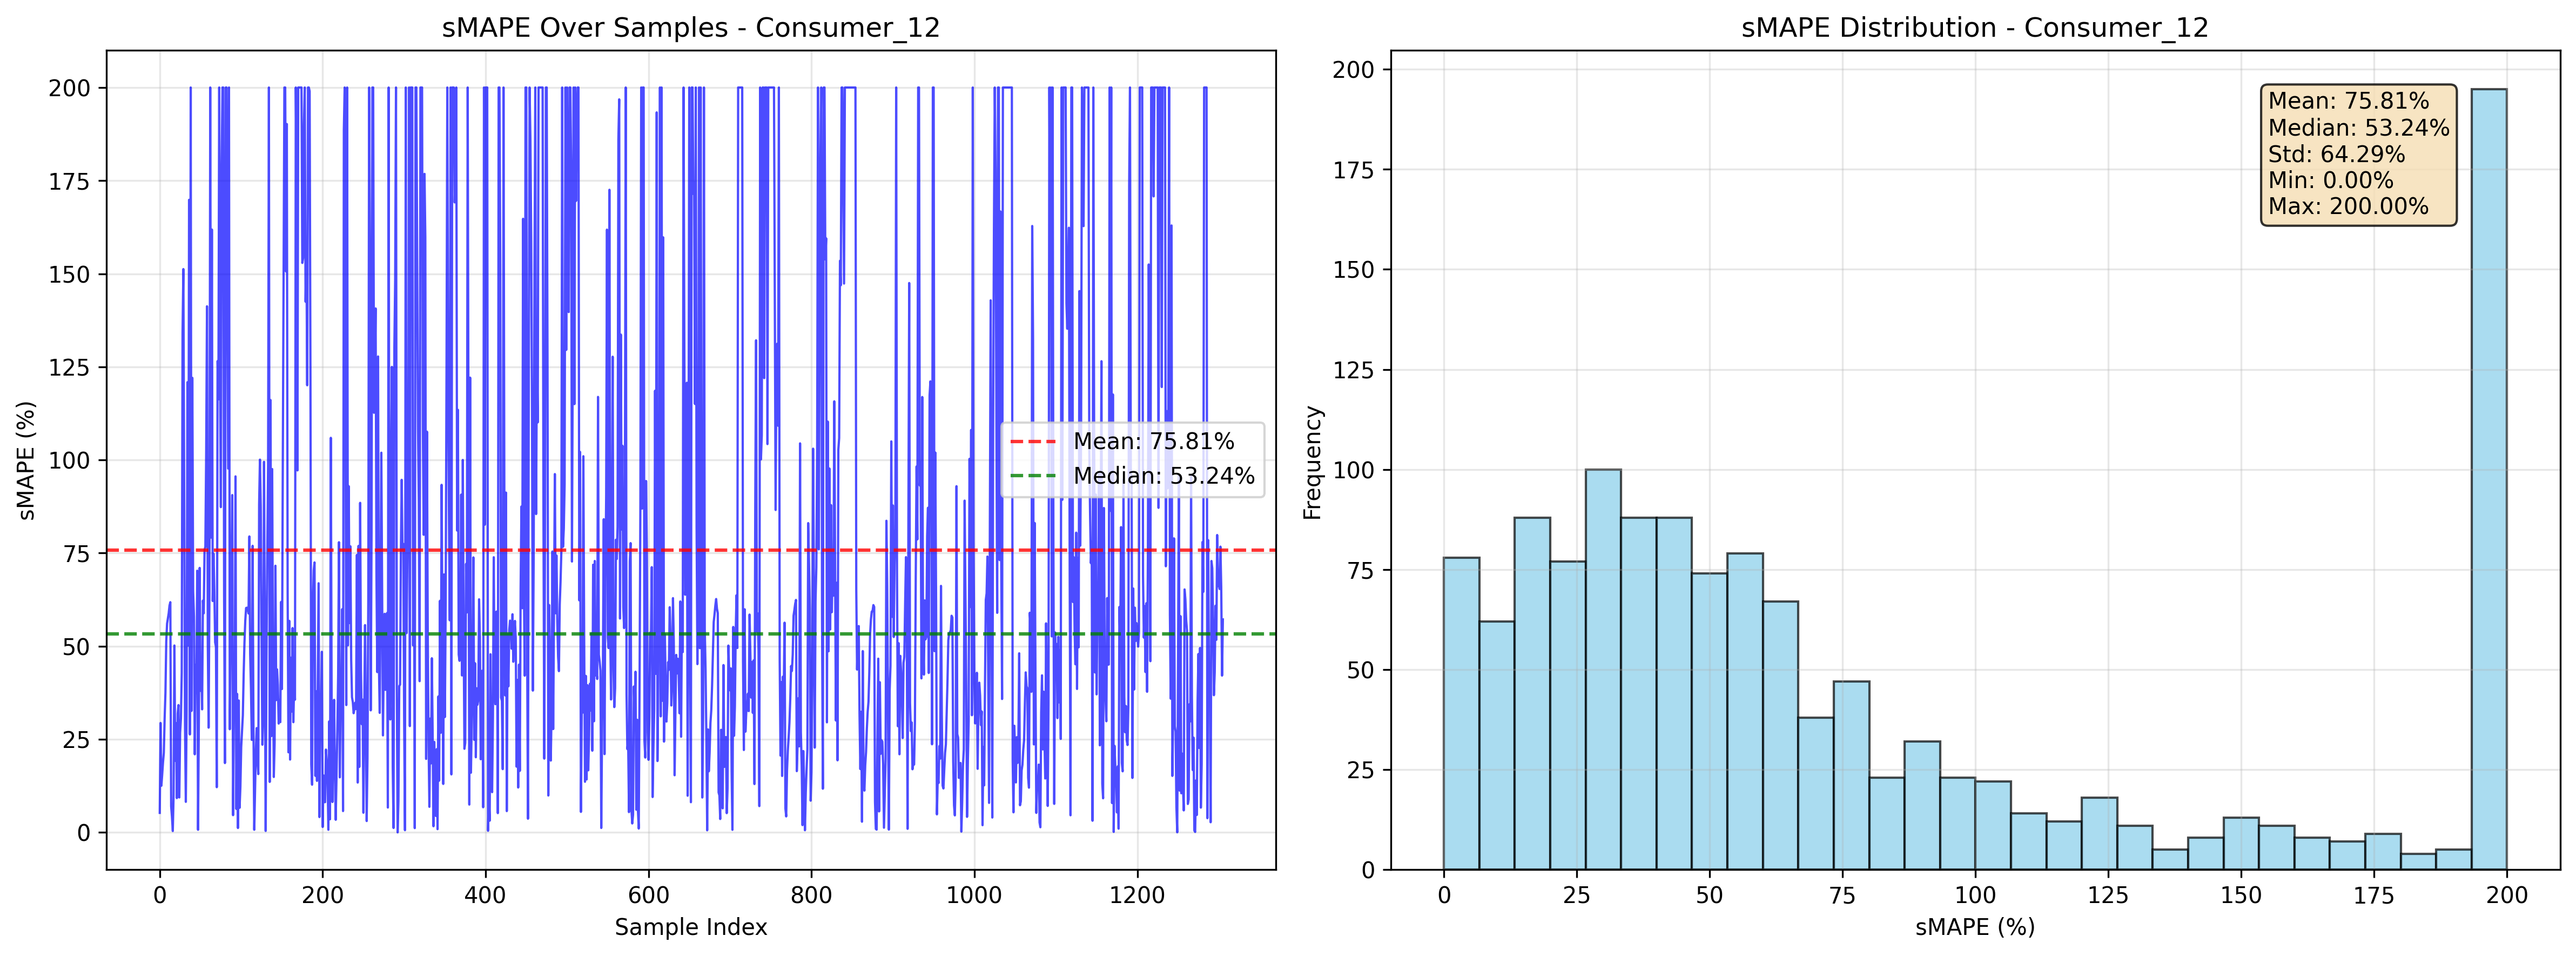 sMAPE Over Samples - Consumer_12
sMAPE (%)
200
175
150
125
100
75
50
25
0
Mean: 75.81%
Median: 53.24%
0
200
400
600
800
1000
1200
Sample Index
sMAPE Distribution - Consumer_12
Frequency
200
175
150
125
100
75
50
25
0
Mean: 75.81%
Median: 53.24%
Std: 64.29%
Min: 0.00%
Max: 200.00%
0
25
50
75
100
125
150
175
200
sMAPE (%)